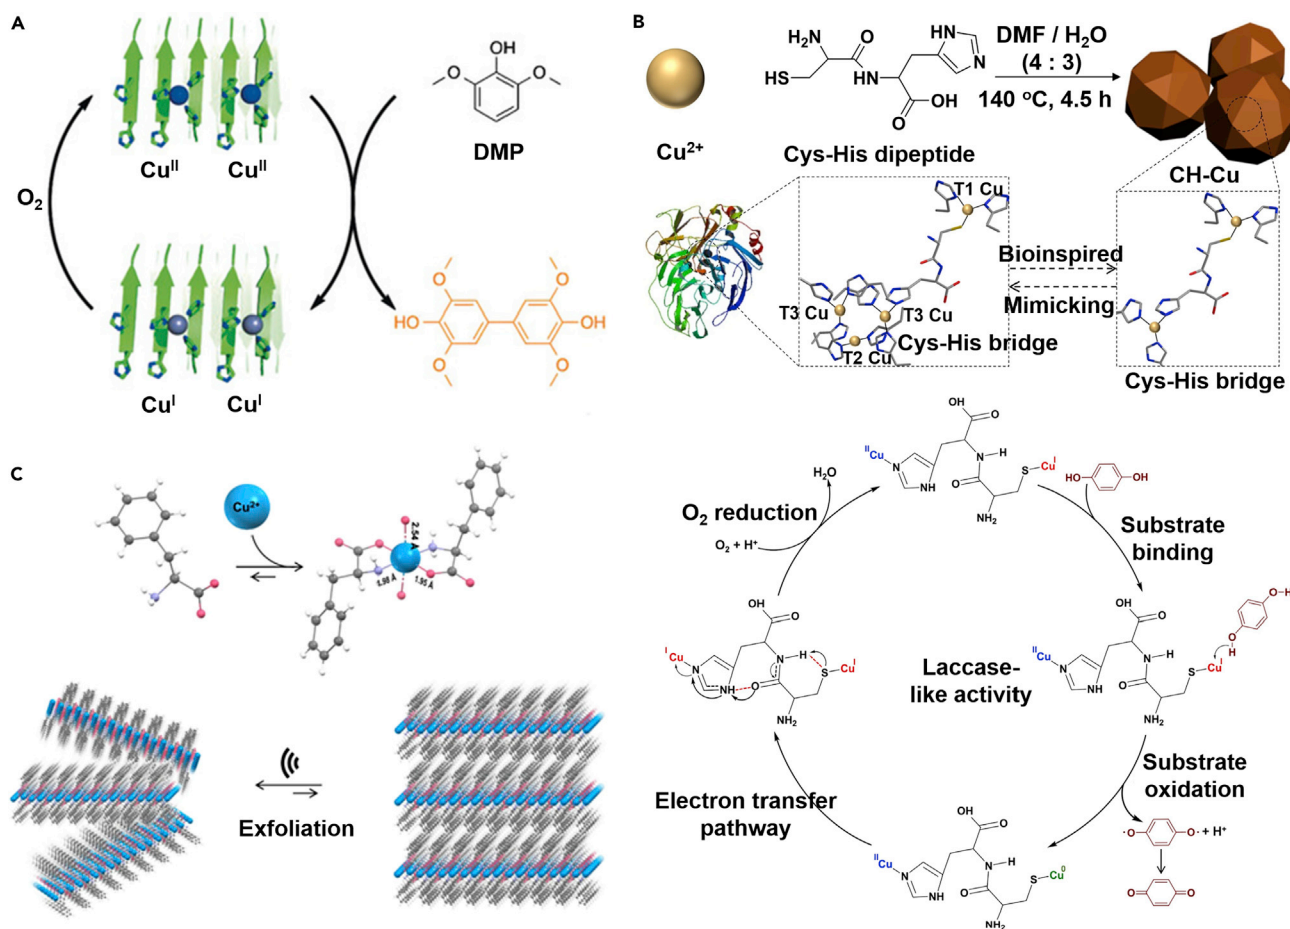 A
OH
O
O
DMP
Cu^II
Cu^II
O₂
O
O
HO
OH
O
O
Cu^I
Cu^I
B
Cu²⁺
H₂N
O
HS
HN
HN
N
OH
O
Cys-His dipeptide
DMF / H₂O
(4 : 3)
140 °C, 4.5 h
CH-Cu
T1 Cu
T3 Cu
T3 Cu
Cys-His bridge
T2 Cu
Bioinspired
Mimicking
Cys-His bridge
C
Cu²⁺
2.54 Å
1.98 Å
1.95 Å
Exfoliation
OH
O
^IICu
N
NH
N
H
O
S
Cu^I
NH₂
HO
OH
Substrate
binding
H₂O
O₂ reduction
O₂ + H⁺
OH
O
^IICu
N
NH
N
H
O
S
Cu^I
NH₂
O
H
O
H
Laccase-
like activity
OH
O
^ICu
N
NH
N
H
O
S
Cu^I
NH₂
Substrate
oxidation
·O
O·
+ H⁺
O
O
Electron transfer
pathway
OH
O
^IICu
N
NH
N
H
O
S
Cu^0
NH₂